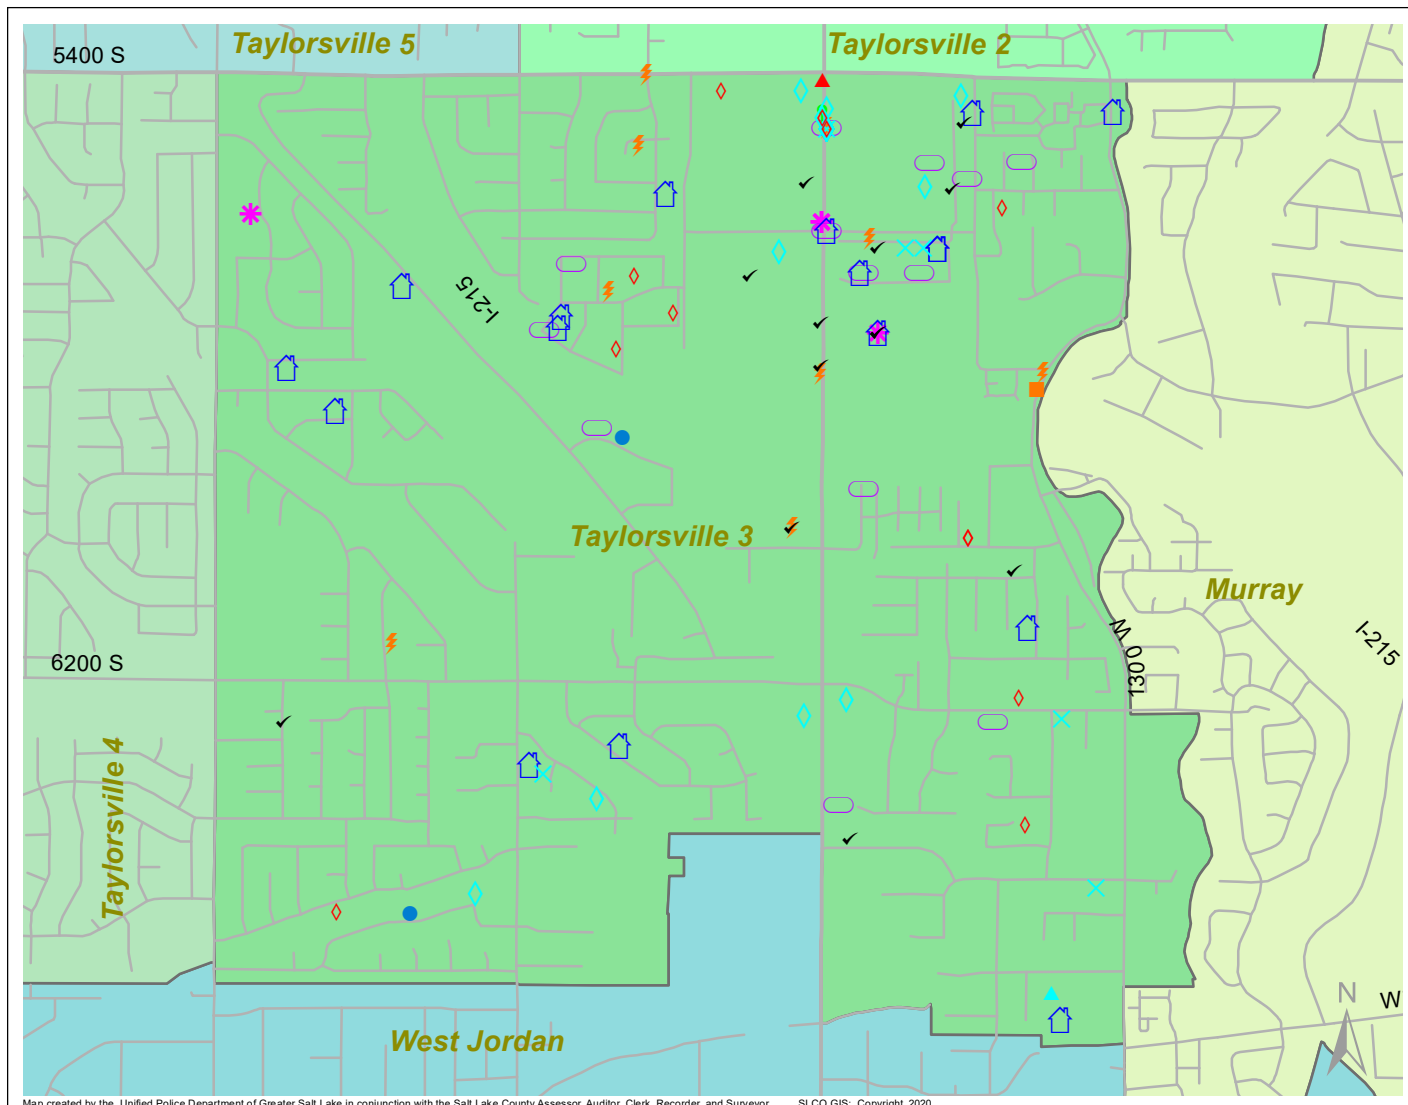 Taylorsville 5
Taylorsville 2
5400 S
I-215
Taylorsville 3
Murray
1300 W
I-215
6200 S
Taylorsville 4
N
W
West Jordan
Map created by the Unified Police Department of Greater Salt Lake in conjunction with the Salt Lake County Assessor, Auditor, Clerk, Recorder, and Surveyor. SLCO GIS: Copyright, 2020